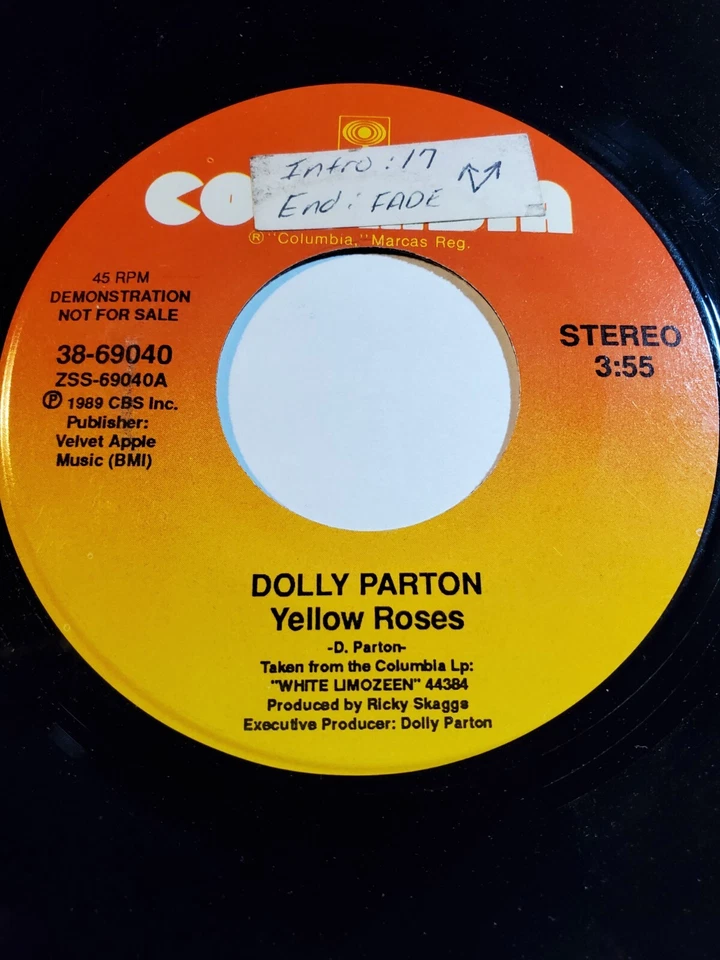 Intro : 17
End : FADE
® "Columbia," Marcas Reg.
45 RPM
DEMONSTRATION
NOT FOR SALE
38-69040
ZSS-69040A
℗ 1989 CBS Inc.
Publisher:
Velvet Apple
Music (BMI)
STEREO
3:55
DOLLY PARTON
Yellow Roses
-D. Parton-
Taken from the Columbia Lp:
"WHITE LIMOZEEN" 44384
Produced by Ricky Skaggs
Executive Producer: Dolly Parton